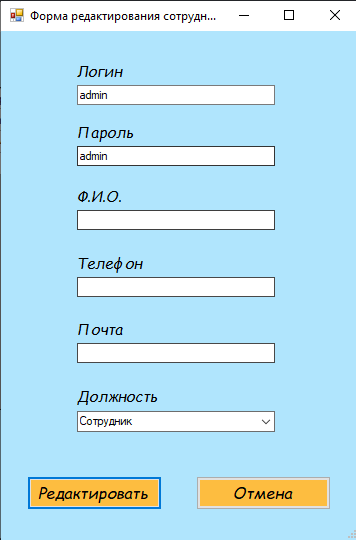 Форма редактирования сотрудн...
Логин
admin
Пароль
admin
Ф.И.О.
Телефон
Почта
Должность
Сотрудник
Редактировать Отмена